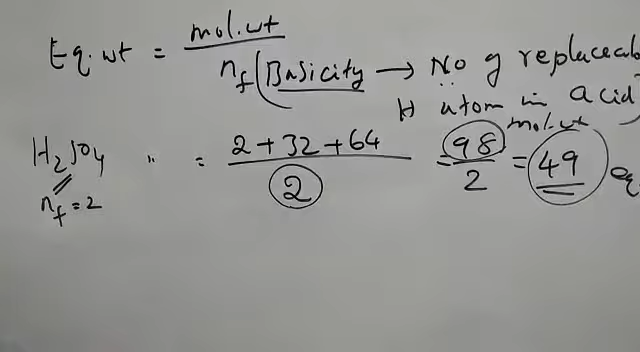 Eq. wt = mol. wt / nf (Basicity → No of replaceab
H atom in acid)
H2SO4 " = 2+32+64 / 2 = 98 / 2 = 49 eq
mol. wt
nf = 2